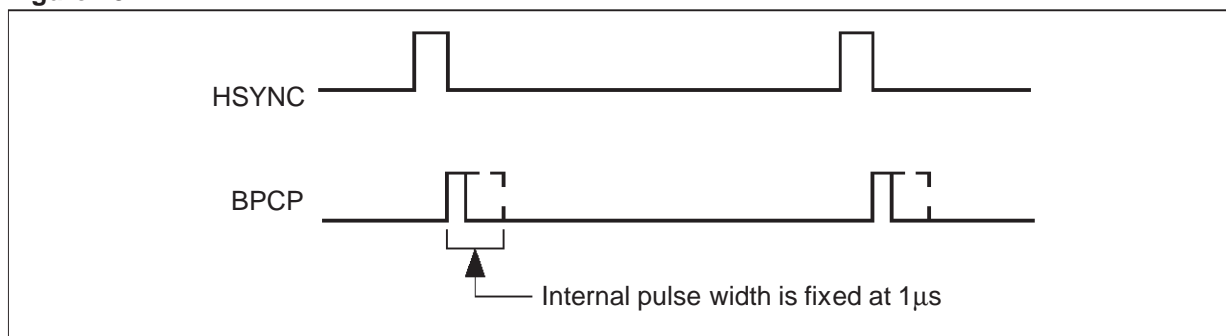 HSYNC
BPCP
Internal pulse width is fixed at 1μs